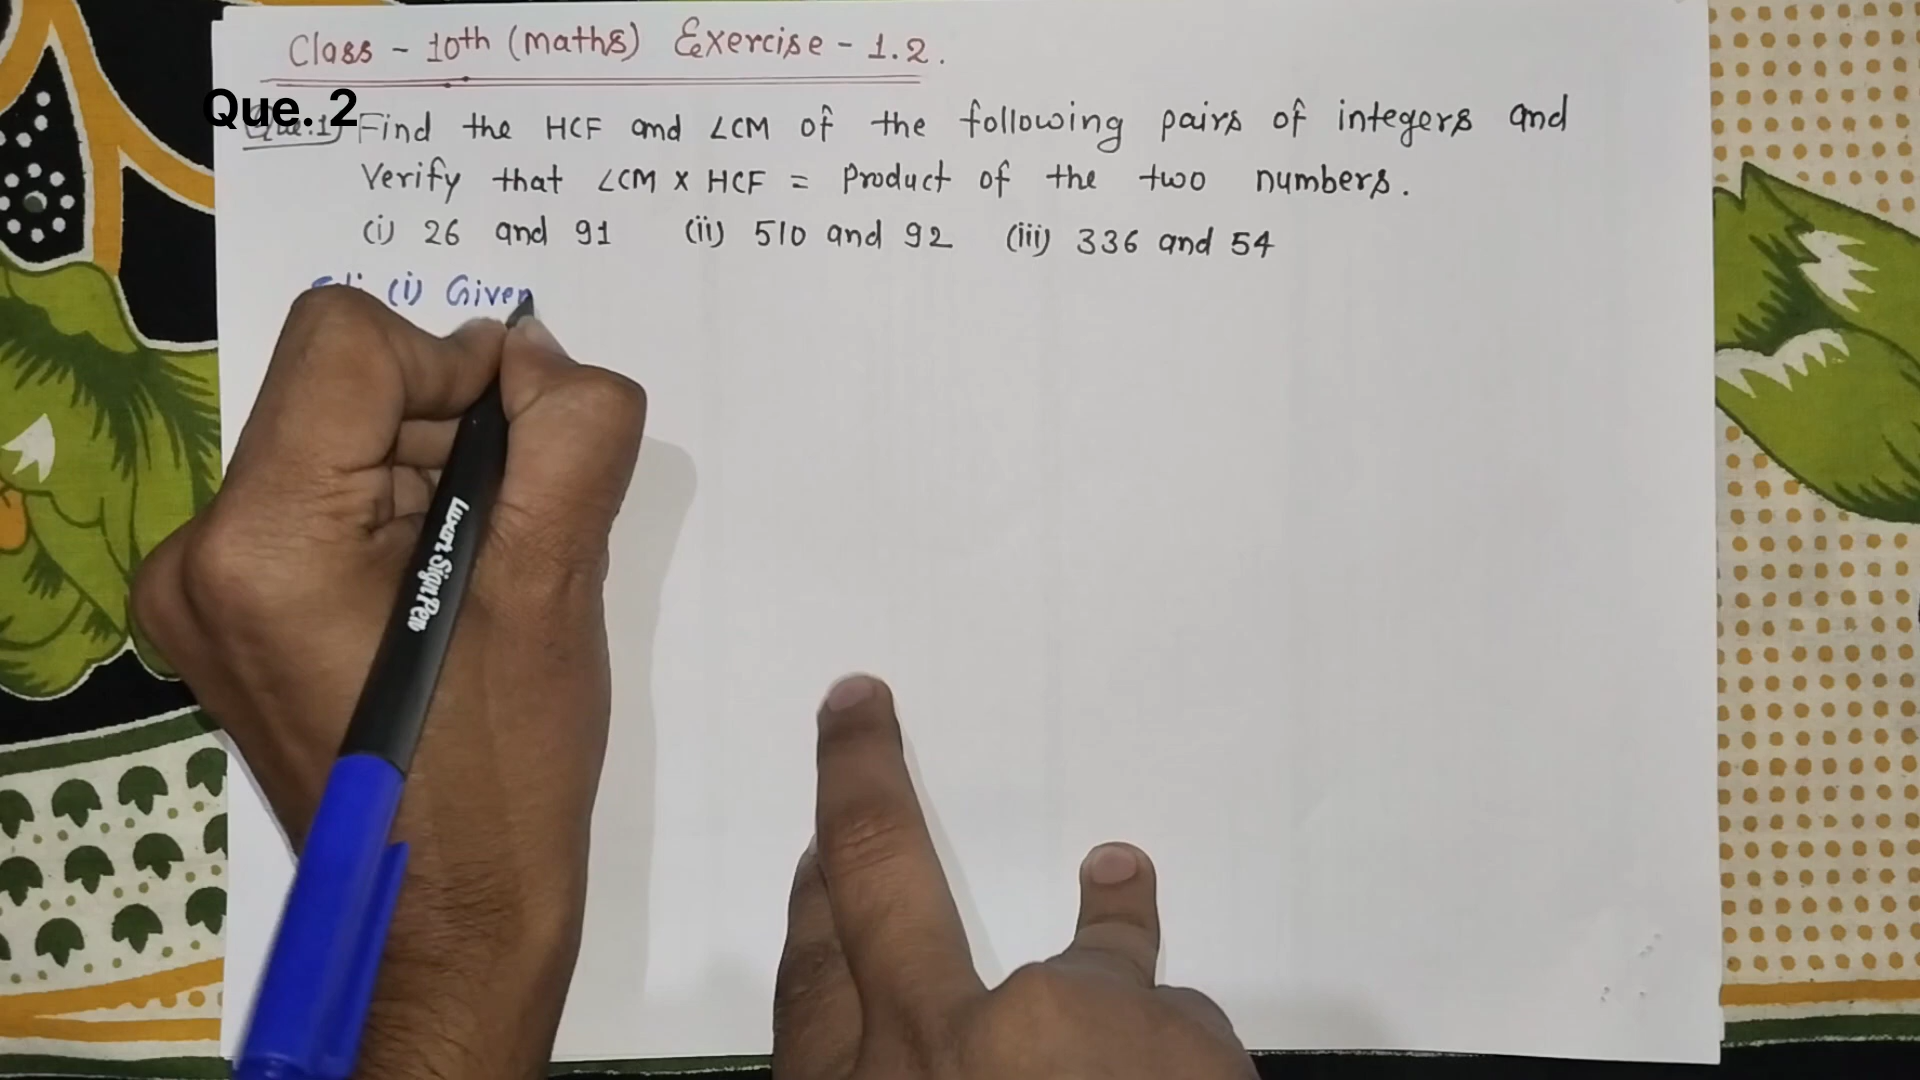 Class - 10th (maths) Exercise - 1.2.
Que. 2
Que:1) Find the HCF and LCM of the following pairs of integers and
Verify that LCM x HCF = Product of the two numbers.
(i) 26 and 91 (ii) 510 and 92 (iii) 336 and 54
(i) Given
Luxor Sign Pen